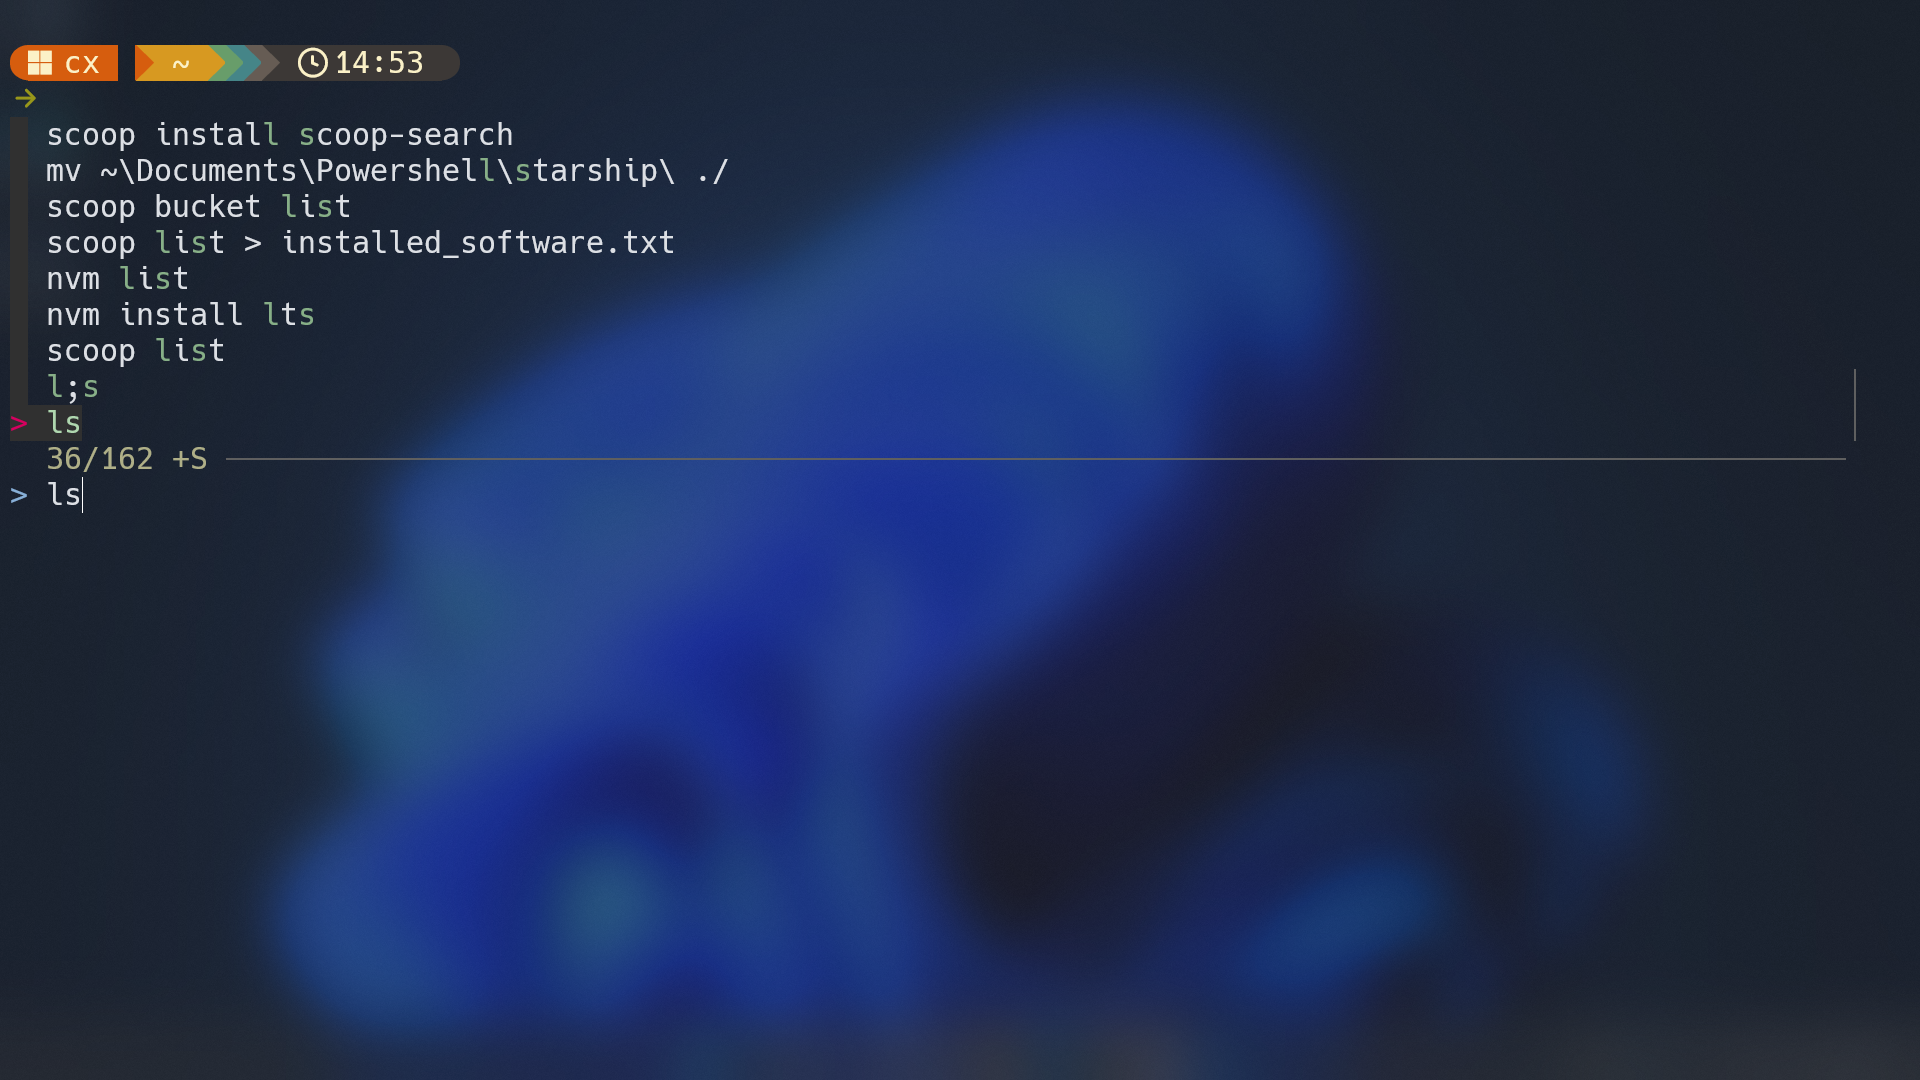 cx ~ 14:53
→
scoop install scoop-search
mv ~\Documents\Powershell\starship\ ./
scoop bucket list
scoop list > installed_software.txt
nvm list
nvm install lts
scoop list
l;s
> ls
36/162 +S
> ls